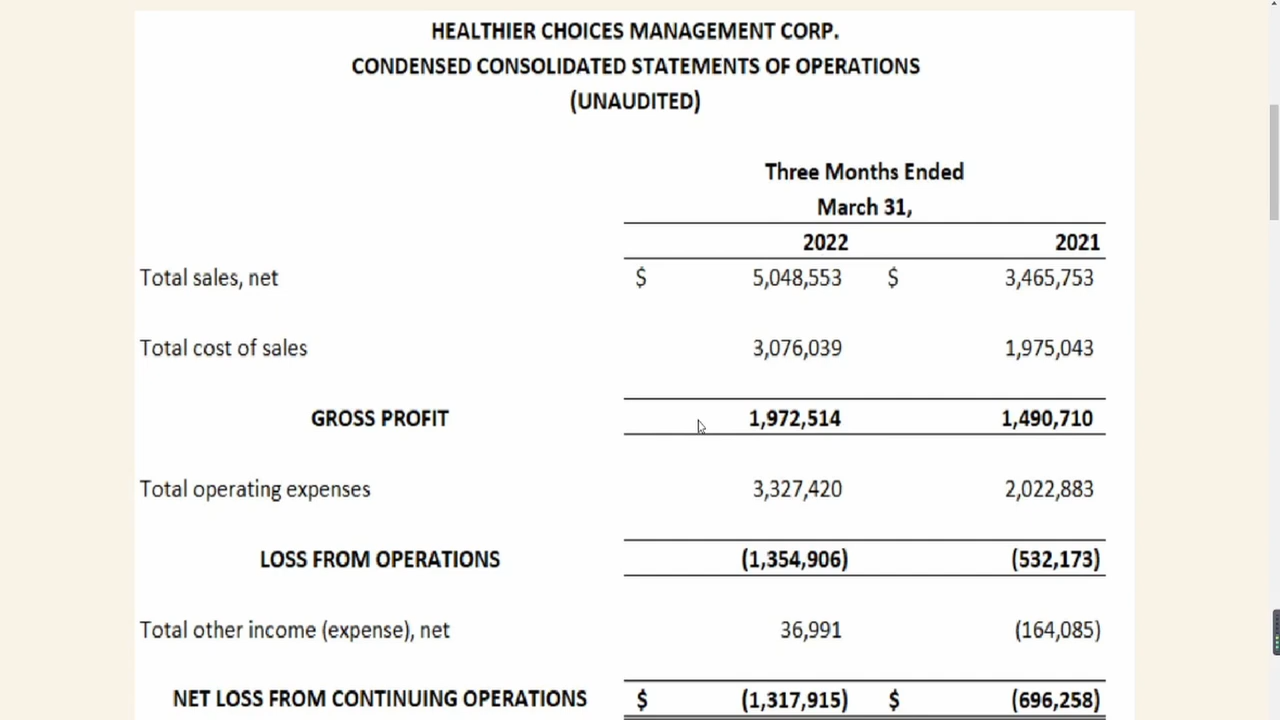 HEALTHIER CHOICES MANAGEMENT CORP.
CONDENSED CONSOLIDATED STATEMENTS OF OPERATIONS
(UNAUDITED)
Three Months Ended
March 31,
2022 2021
Total sales, net $ 5,048,553 $ 3,465,753
Total cost of sales 3,076,039 1,975,043
GROSS PROFIT 1,972,514 1,490,710
Total operating expenses 3,327,420 2,022,883
LOSS FROM OPERATIONS (1,354,906) (532,173)
Total other income (expense), net 36,991 (164,085)
NET LOSS FROM CONTINUING OPERATIONS $ (1,317,915) $ (696,258)